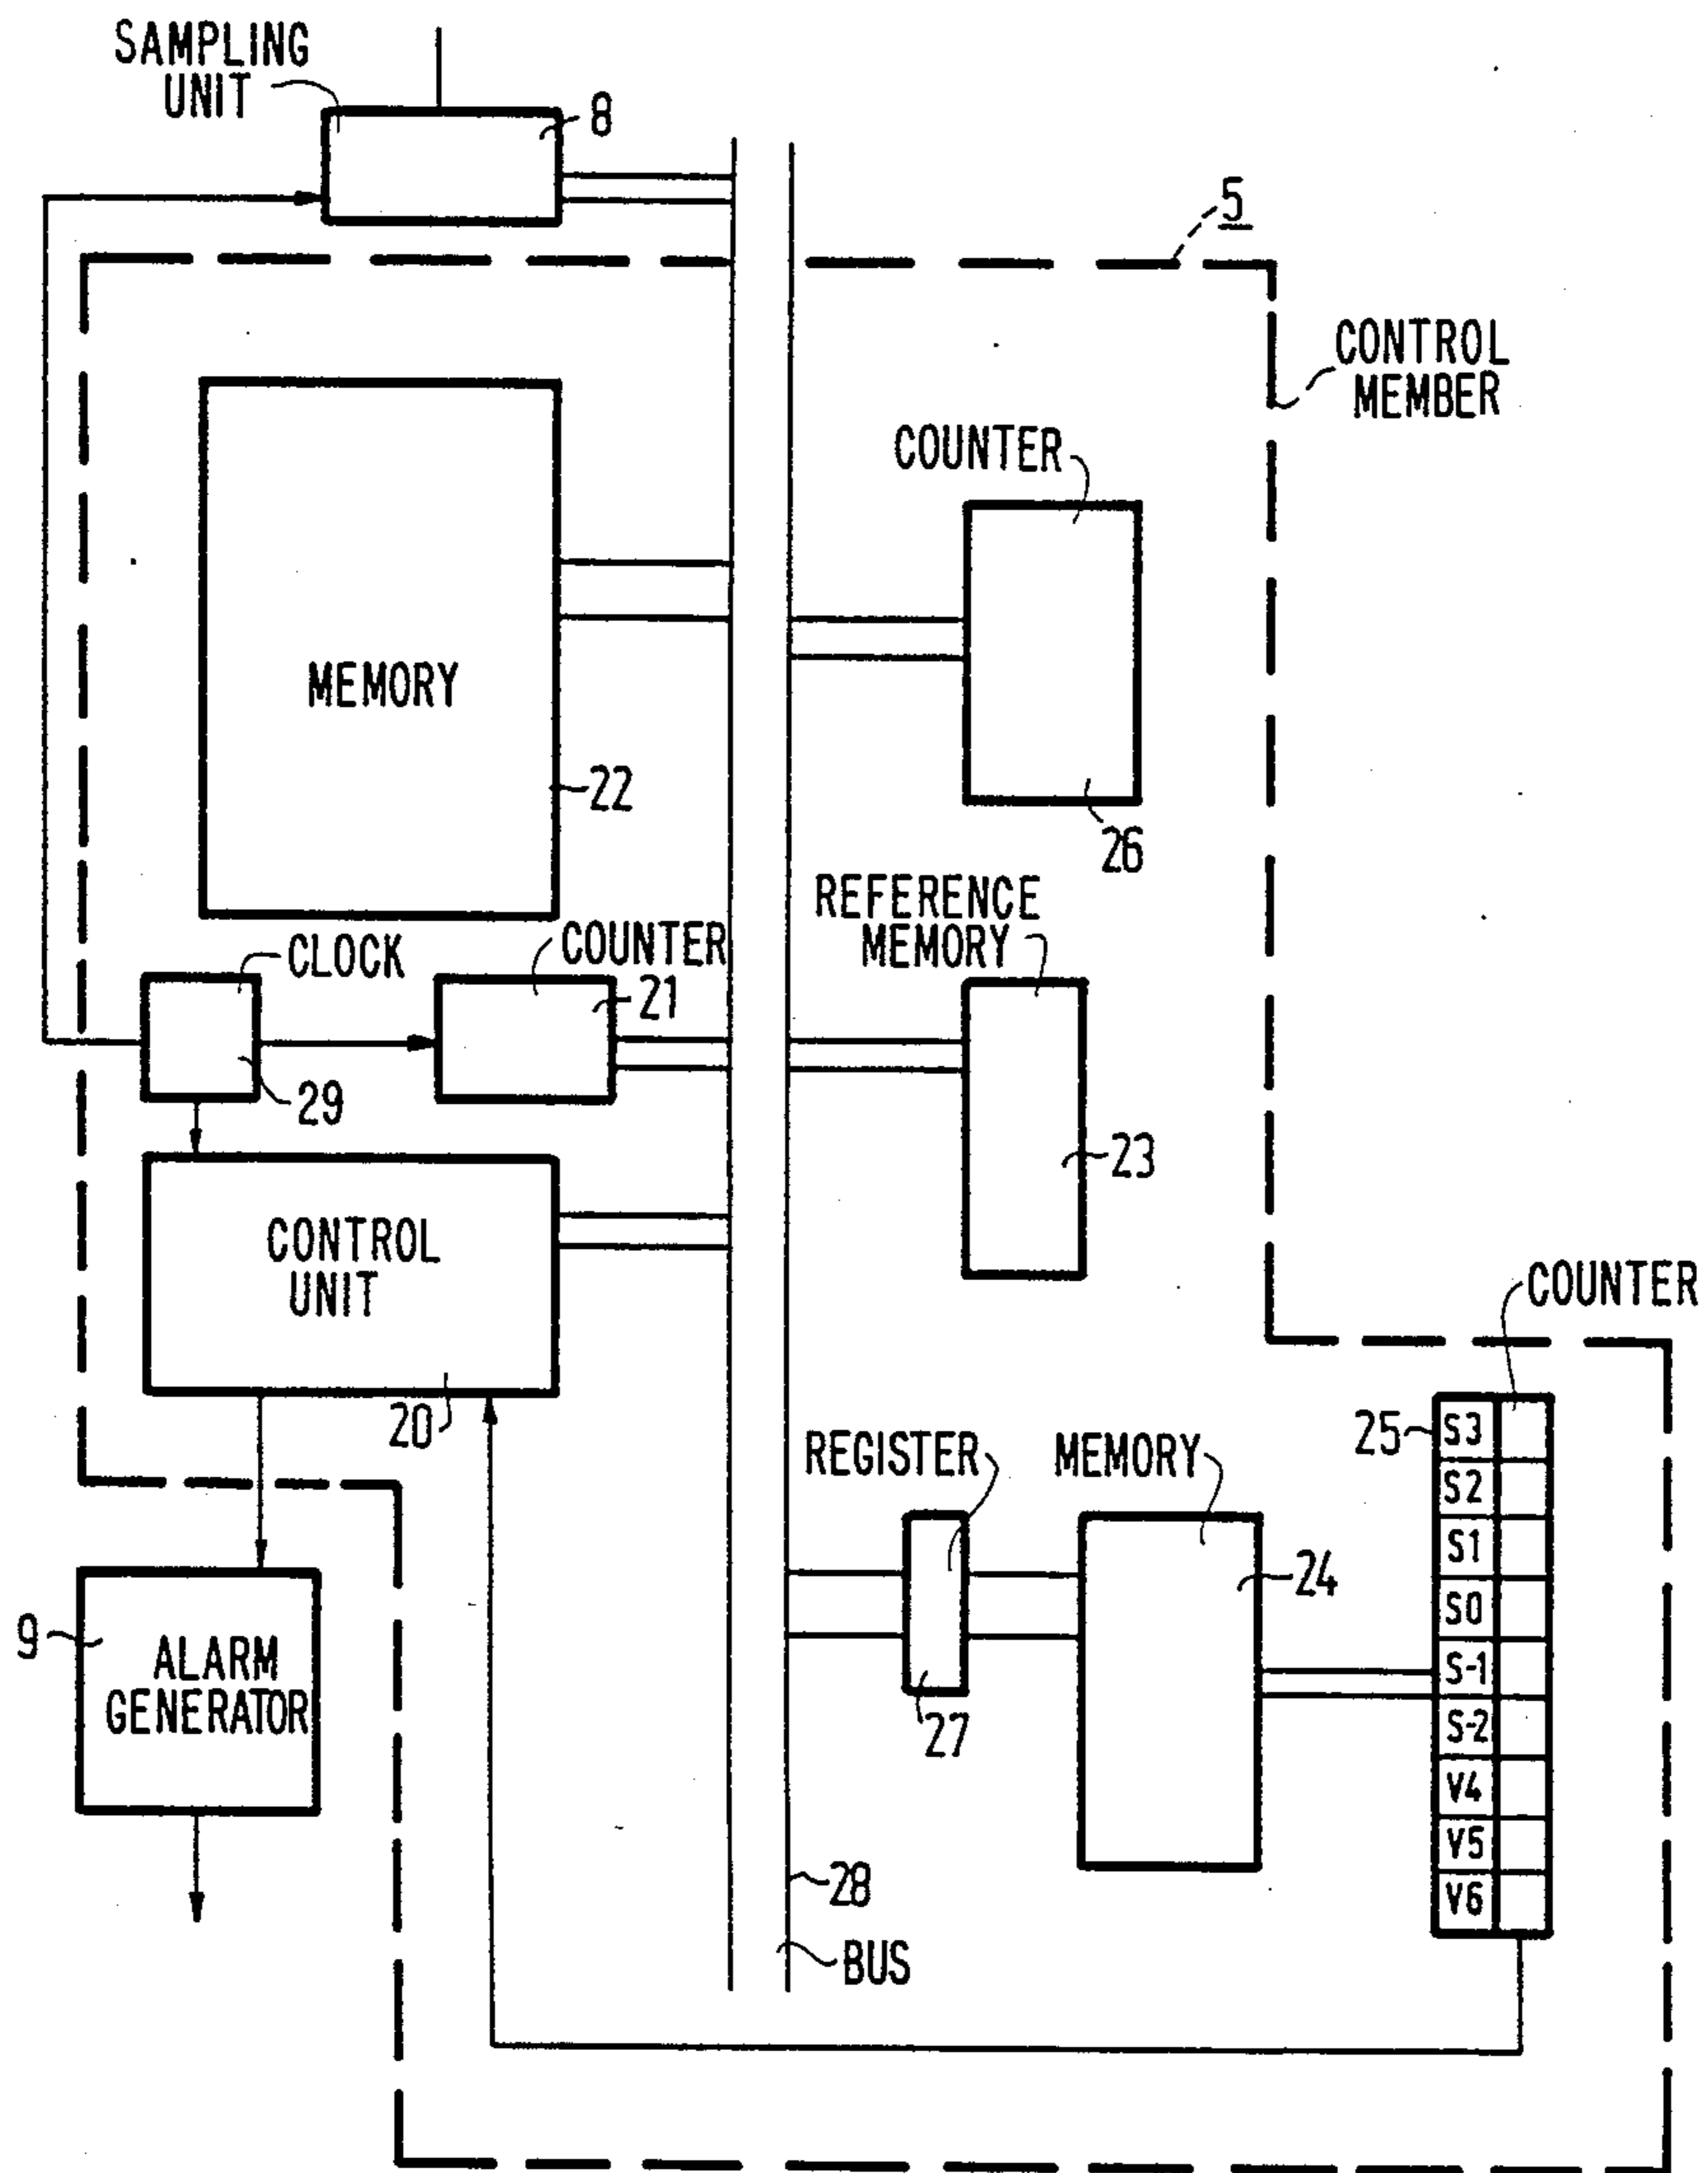 SAMPLING
UNIT
8
5
CONTROL
MEMBER
COUNTER
MEMORY
22
26
REFERENCE
MEMORY
CLOCK
COUNTER
21
29
23
CONTROL
UNIT
20
COUNTER
25
S3
S2
S1
S0
S-1
S-2
V4
V5
V6
REGISTER
MEMORY
24
27
9
ALARM
GENERATOR
28
BUS